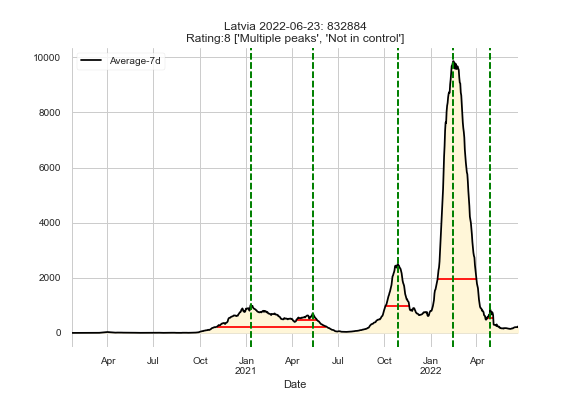 Latvia 2022-06-23: 832884
Rating:8 ['Multiple peaks', 'Not in control']
Average-7d
10000
8000
6000
4000
2000
0
Apr Jul Oct Jan Apr Jul Oct Jan Apr
2021 2022
Date